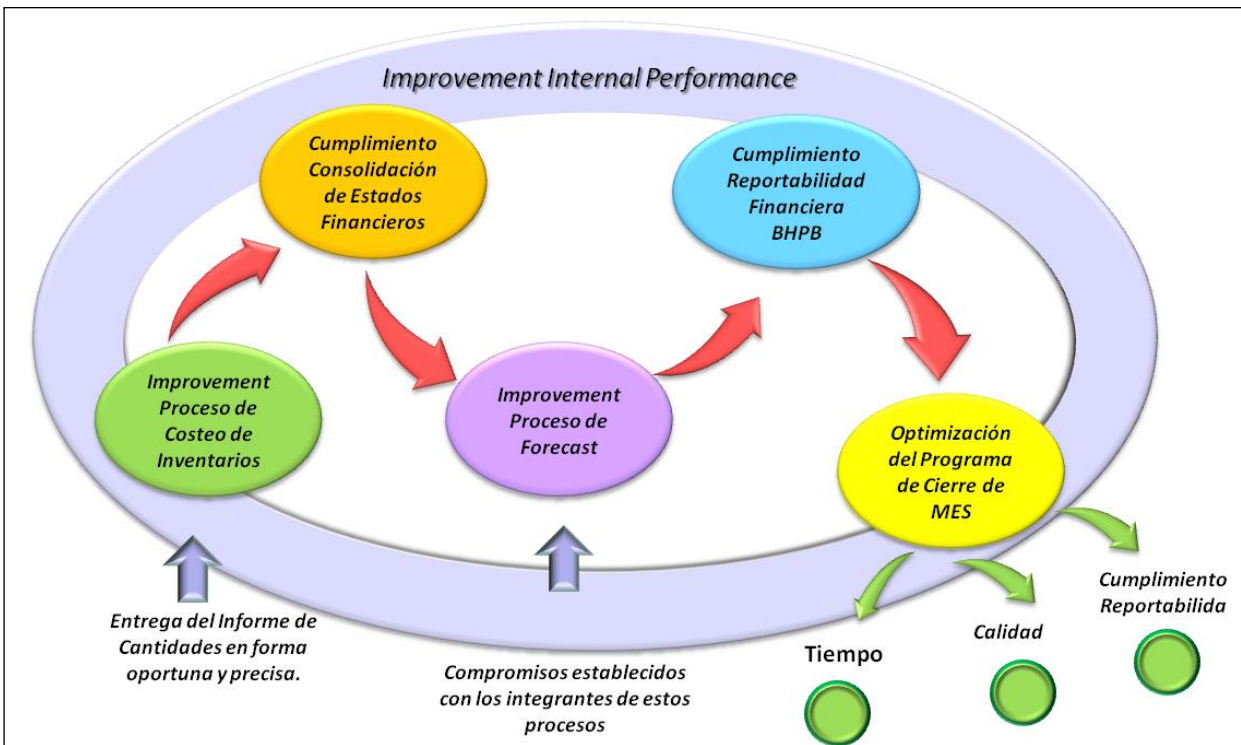 Improvement Internal Performance
Cumplimiento
Consolidación
de Estados
Financieros
Cumplimiento
Reportabilidad
Financiera
BHPB
Improvement
Proceso de
Costeo de
Inventarios
Improvement
Proceso de
Forecast
Optimización
del Programa
de Cierre de
MES
Entrega del Informe de
Cantidades en forma
oportuna y precisa.
Compromisos establecidos
con los integrantes de estos
procesos
Tiempo
Calidad
Cumplimiento
Reportabilida